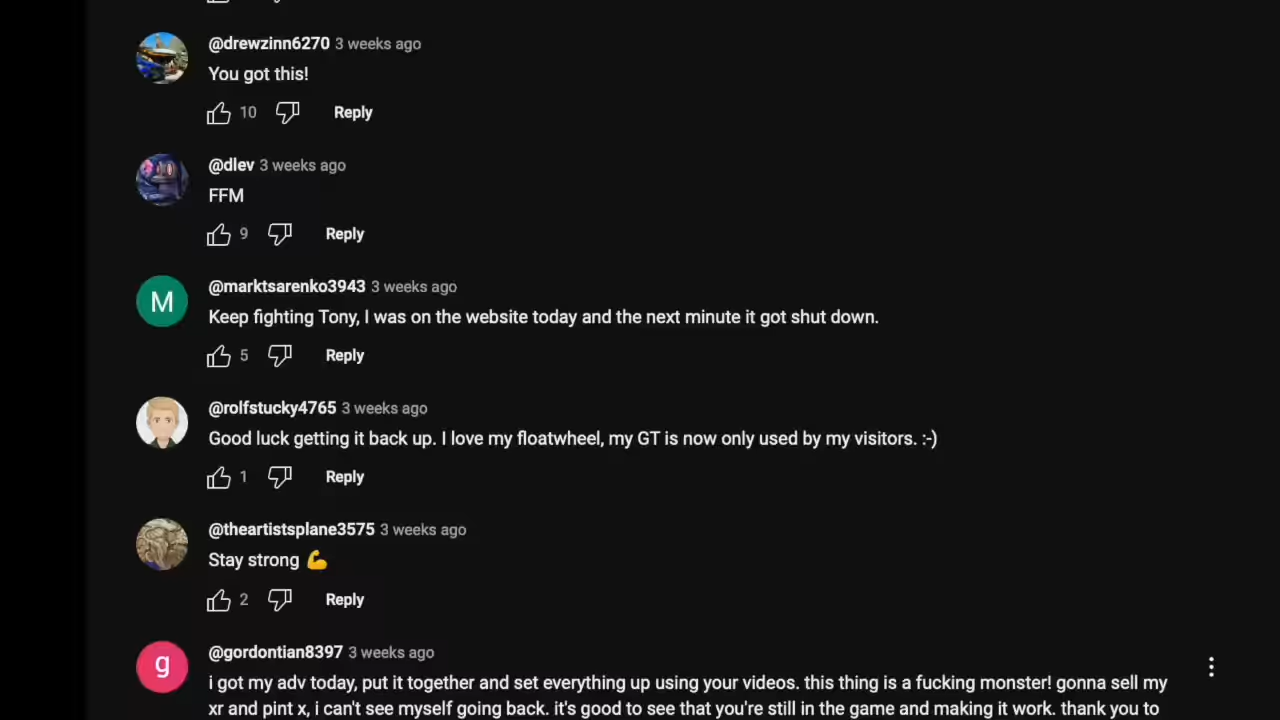 @drewzinn6270 3 weeks ago
You got this!
10 Reply
@dlev 3 weeks ago
FFM
9 Reply
M
@marktsarenko3943 3 weeks ago
Keep fighting Tony, I was on the website today and the next minute it got shut down.
5 Reply
@rolfstucky4765 3 weeks ago
Good luck getting it back up. I love my floatwheel, my GT is now only used by my visitors. :-)
1 Reply
@theartistsplane3575 3 weeks ago
Stay strong 💪
2 Reply
g
@gordontian8397 3 weeks ago
i got my adv today, put it together and set everything up using your videos. this thing is a fucking monster! gonna sell my
xr and pint x, i can't see myself going back. it's good to see that you're still in the game and making it work. thank you to